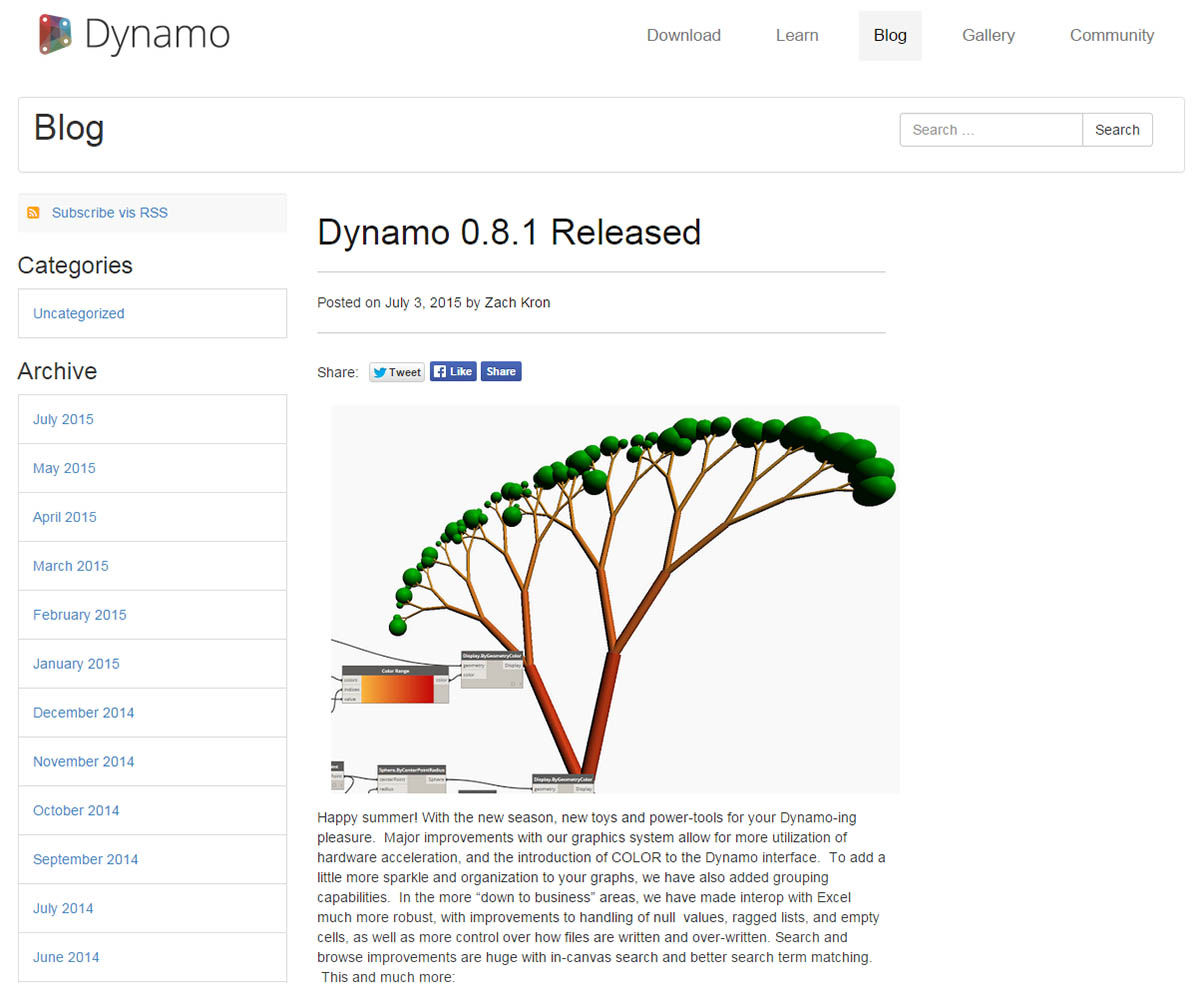 Dynamo
Download
Learn
Blog
Gallery
Community
Blog
Search …
Search
Subscribe vis RSS
Categories
Uncategorized
Archive
July 2015
May 2015
April 2015
March 2015
February 2015
January 2015
December 2014
November 2014
October 2014
September 2014
July 2014
June 2014
Dynamo 0.8.1 Released
Posted on July 3, 2015 by Zach Kron
Share:
Tweet
Like
Share
Display.ByGeometryColor
geometry
Display
color
Color Range
colors
color
indices
value
Sphere.ByCenterPointRadius
centerPoint
Sphere
radius
Display.ByGeometryColor
geometry
Display
Happy summer! With the new season, new toys and power-tools for your Dynamo-ing
pleasure.  Major improvements with our graphics system allow for more utilization of
hardware acceleration, and the introduction of COLOR to the Dynamo interface.  To add a
little more sparkle and organization to your graphs, we have also added grouping
capabilities.  In the more “down to business” areas, we have made interop with Excel
much more robust, with improvements to handling of null  values, ragged lists, and empty
cells, as well as more control over how files are written and over-written. Search and
browse improvements are huge with in-canvas search and better search term matching.
This and much more: